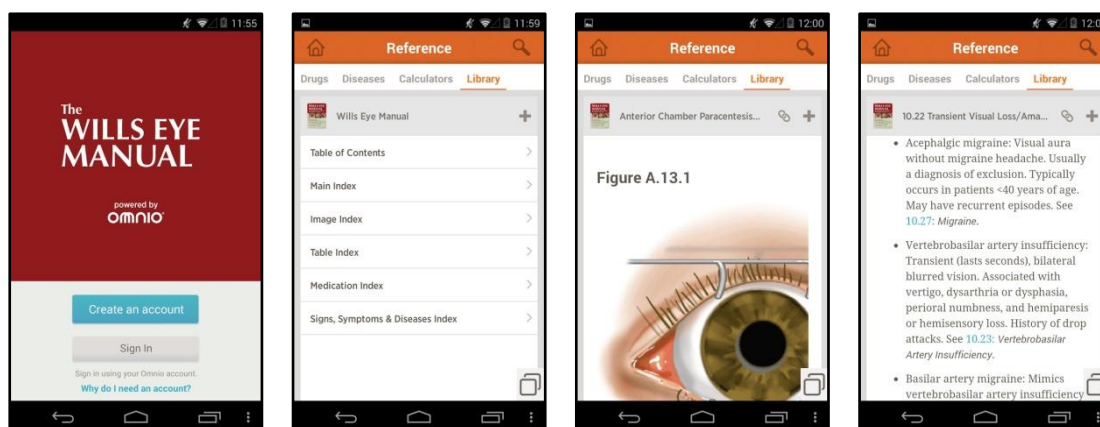 11:55
The
WILLS EYE
MANUAL
powered by
omnio
Create an account
Sign In
Sign in using your Omnio account.
Why do I need an account?
11:59
Reference
Drugs Diseases Calculators Library
Wills Eye Manual
Table of Contents
Main Index
Image Index
Table Index
Medication Index
Signs, Symptoms & Diseases Index
12:00
Reference
Drugs Diseases Calculators Library
Anterior Chamber Paracentesis...
Figure A.13.1
Reference
Drugs Diseases Calculators Library
10.22 Transient Visual Loss/Ama...
• Acephalgic migraine: Visual aura
without migraine headache. Usually
a diagnosis of exclusion. Typically
occurs in patients <40 years of age.
May have recurrent episodes. See
10.27: Migraine.
• Vertebrobasilar artery insufficiency:
Transient (lasts seconds), bilateral
blurred vision. Associated with
vertigo, dysarthria or dysphasia,
perioral numbness, and hemiparesis
or hemisensory loss. History of drop
attacks. See 10.23: Vertebrobasilar
Artery Insufficiency.
• Basilar artery migraine: Mimics
vertebrobasilar artery insufficiency